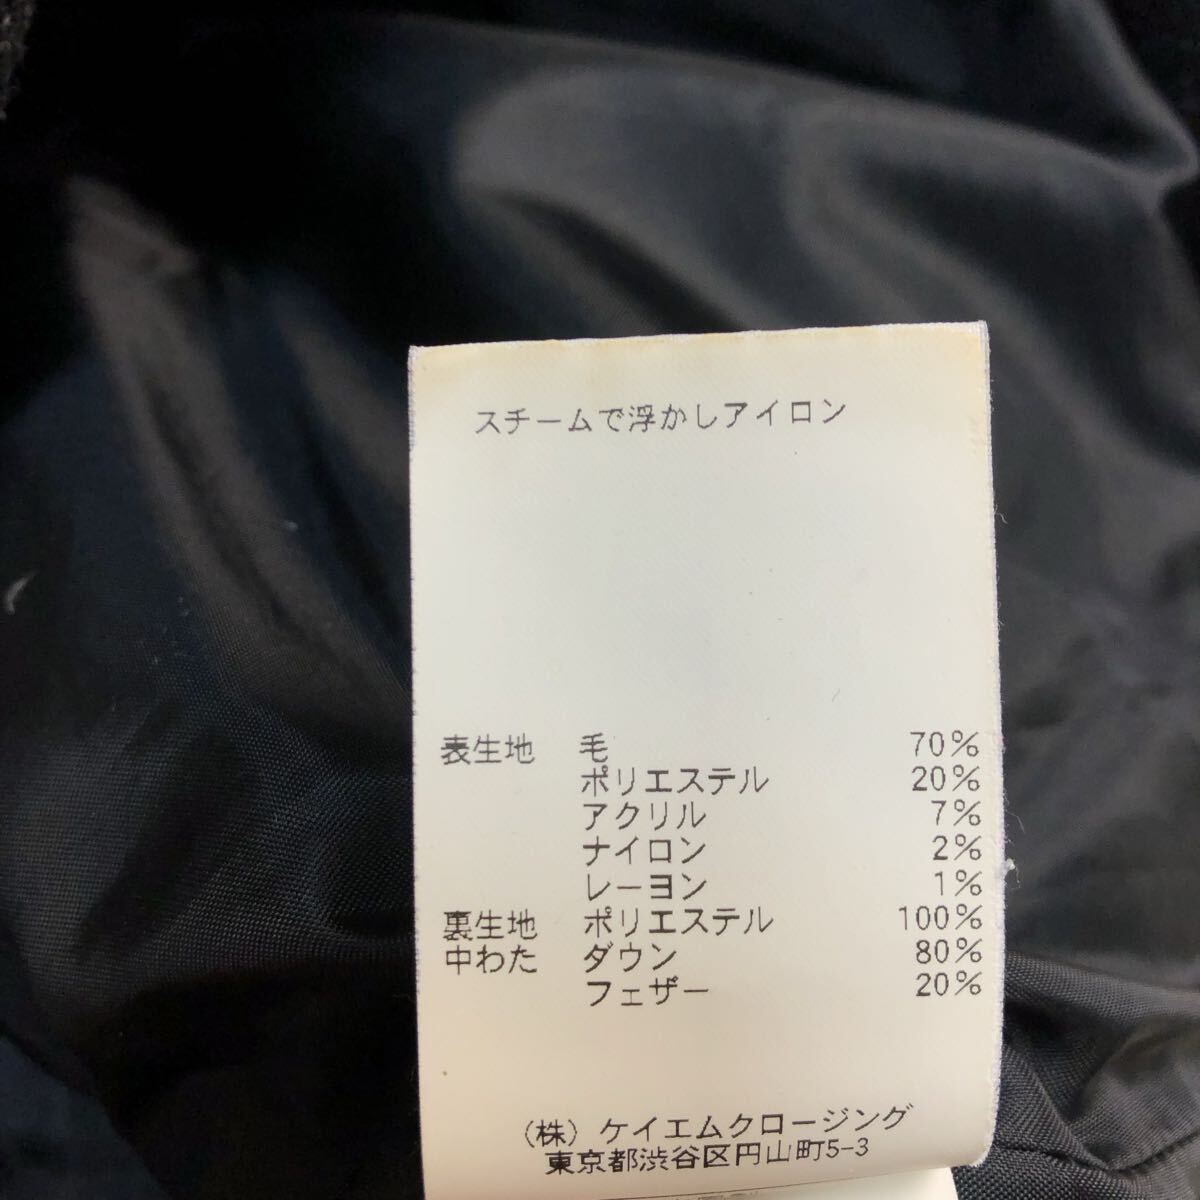 スチームで浮かしアイロン
表生地 毛 70%
ポリエステル 20%
アクリル 7%
ナイロン 2%
レーヨン 1%
裏生地 ポリエステル 100%
中わた ダウン 80%
フェザー 20%
(株) ケイエムクロージング
東京都渋谷区円山町5-3